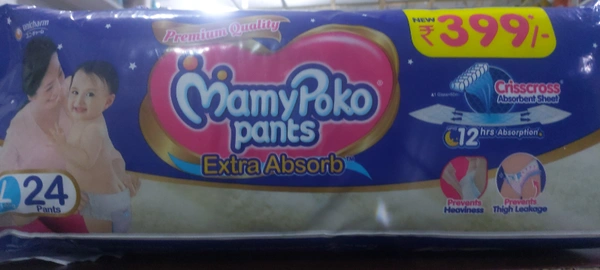 unicharm
Premium Quality
NEW
₹399/-
MamyPoko
pants
Extra Absorb
Crisscross
Absorbent Sheet
12 hrs Absorption
L 24
Pants
Prevents
Heaviness
Prevents
Thigh Leakage